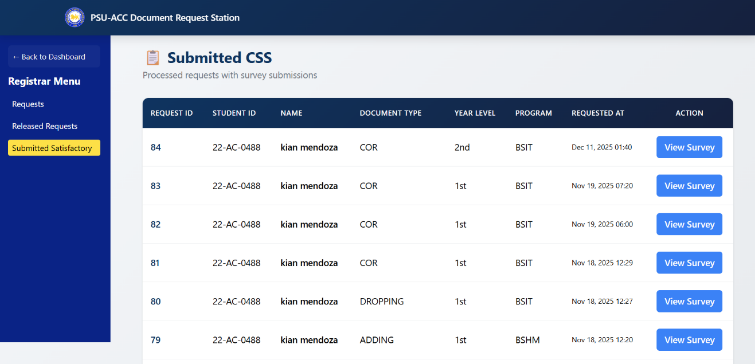 PSU-ACC Document Request Station
← Back to Dashboard
Registrar Menu
Requests
Released Requests
Submitted Satisfactory
Submitted CSS
Processed requests with survey submissions
REQUEST ID STUDENT ID NAME DOCUMENT TYPE YEAR LEVEL PROGRAM REQUESTED AT ACTION
84 22-AC-0488 kian mendoza COR 2nd BSIT Dec 11, 2025 01:40 View Survey
83 22-AC-0488 kian mendoza COR 1st BSIT Nov 19, 2025 07:20 View Survey
82 22-AC-0488 kian mendoza COR 1st BSIT Nov 19, 2025 06:00 View Survey
81 22-AC-0488 kian mendoza COR 1st BSIT Nov 18, 2025 12:29 View Survey
80 22-AC-0488 kian mendoza DROPPING 1st BSIT Nov 18, 2025 12:27 View Survey
79 22-AC-0488 kian mendoza ADDING 1st BSHM Nov 18, 2025 12:20 View Survey